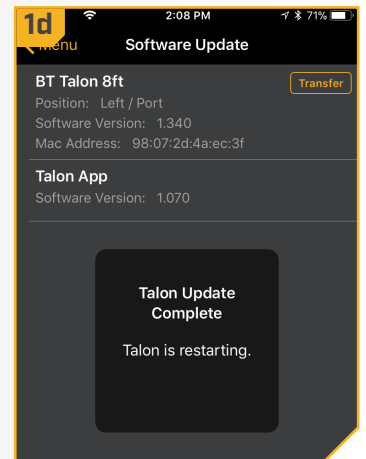 1d
2:08 PM
71%
Menu
Software Update
BT Talon 8ft
Transfer
Position: Left / Port
Software Version: 1.340
Mac Address: 98:07:2d:4a:ec:3f
Talon App
Software Version: 1.070
Talon Update
Complete
Talon is restarting.